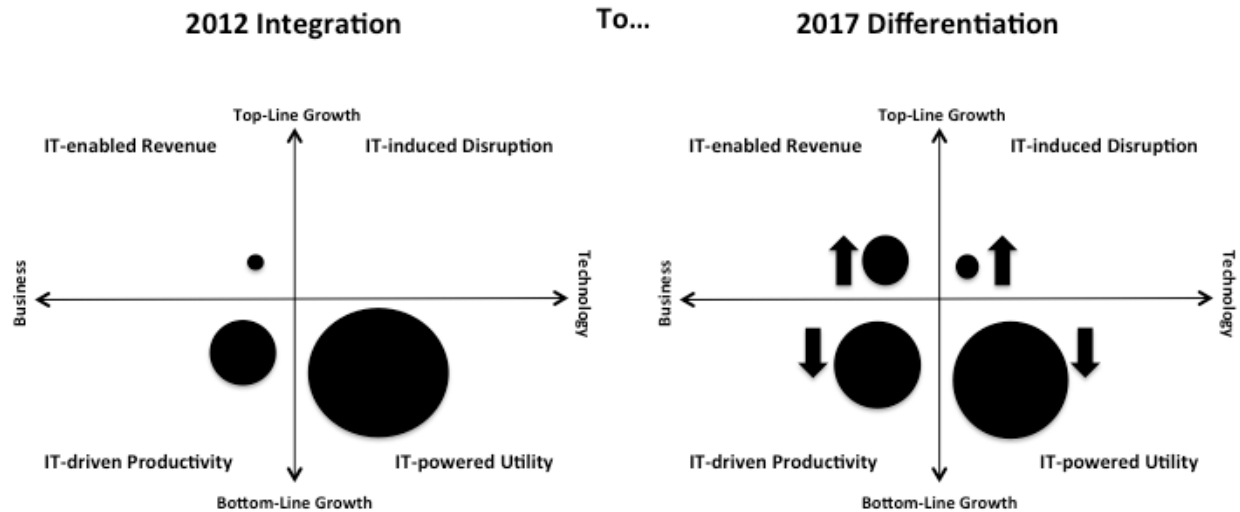 2012 Integration
To...
2017 Differentiation
Top-Line Growth
IT-enabled Revenue
IT-induced Disruption
Business
Technology
IT-driven Productivity
IT-powered Utility
Bottom-Line Growth
Top-Line Growth
IT-enabled Revenue
IT-induced Disruption
Business
Technology
IT-driven Productivity
IT-powered Utility
Bottom-Line Growth